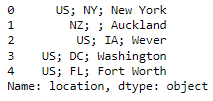 0      US; NY; New York
1        NZ; ; Auckland
2         US; IA; Wever
3    US; DC; Washington
4    US; FL; Fort Worth
Name: location, dtype: object